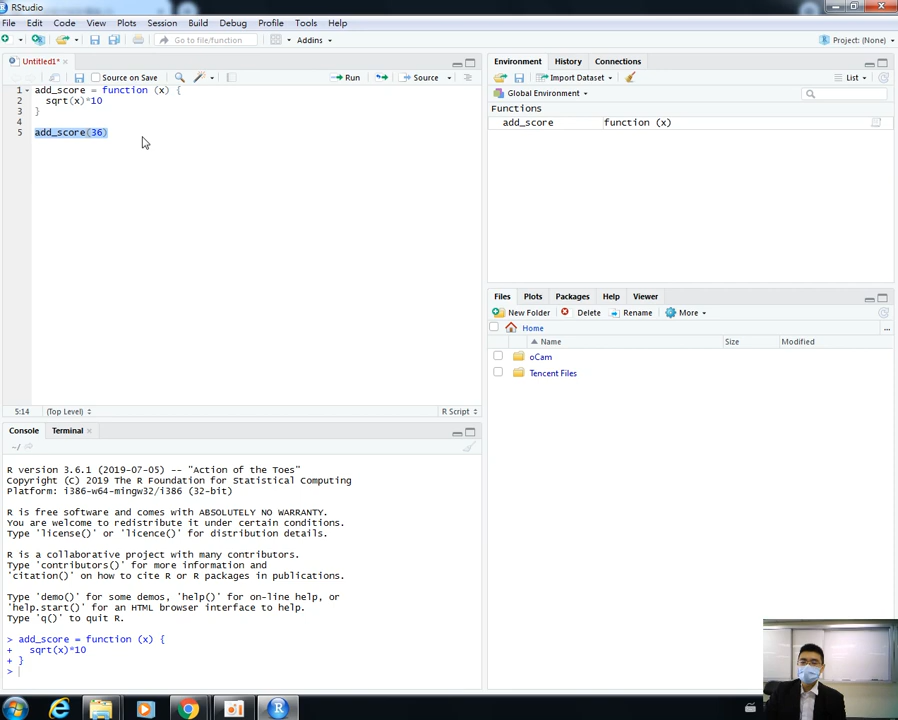 RStudio
File Edit Code View Plots Session Build Debug Profile Tools Help
Go to file/function Addins Project: (None)
Untitled1*
Source on Save Run Source
1 add_score = function (x) {
2 sqrt(x)*10
3 }
4
5 add_score(36)
5:14 (Top Level) R Script
Console Terminal
~/
R version 3.6.1 (2019-07-05) -- "Action of the Toes"
Copyright (C) 2019 The R Foundation for Statistical Computing
Platform: i386-w64-mingw32/i386 (32-bit)
R is free software and comes with ABSOLUTELY NO WARRANTY.
You are welcome to redistribute it under certain conditions.
Type 'license()' or 'licence()' for distribution details.
R is a collaborative project with many contributors.
Type 'contributors()' for more information and
'citation()' on how to cite R or R packages in publications.
Type 'demo()' for some demos, 'help()' for on-line help, or
'help.start()' for an HTML browser interface to help.
Type 'q()' to quit R.
> add_score = function (x) {
+ sqrt(x)*10
+ }
>
Environment History Connections
Import Dataset List
Global Environment
Functions
add_score function (x)
Files Plots Packages Help Viewer
New Folder Delete Rename More
Home ...
Name Size Modified
oCam
Tencent Files